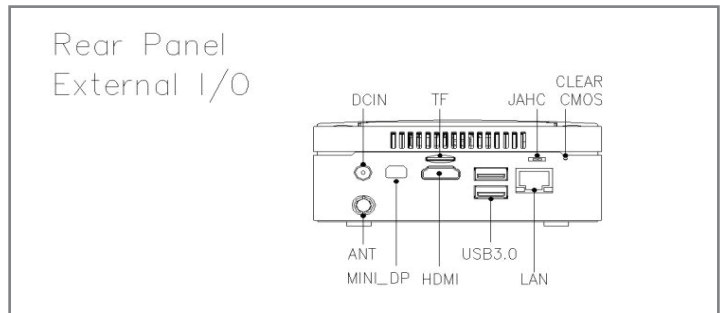 Rear Panel
External I/O
CLEAR
DCIN TF JAHC CMOS
ANT USB3.0
MINI_DP HDMI LAN